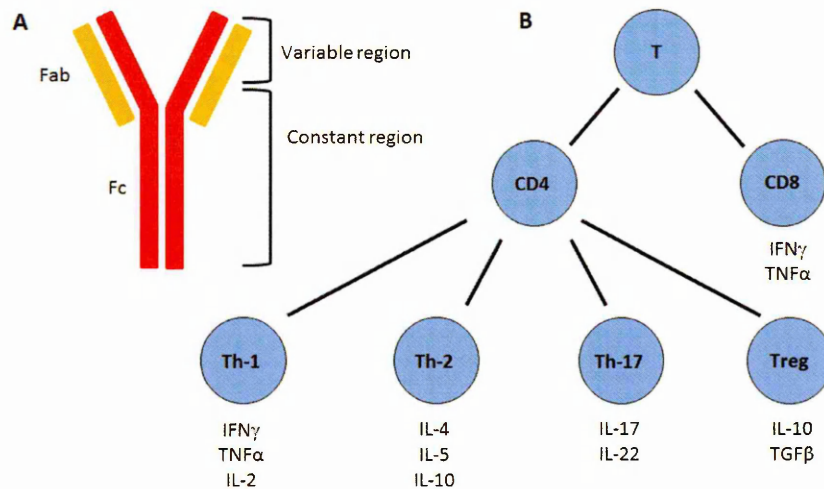 A
Fab
Variable region
Constant region
Fc
B
T
CD4
CD8
IFNγ
TNFα
Th-1
Th-2
Th-17
Treg
IFNγ
TNFα
IL-2
IL-4
IL-5
IL-10
IL-17
IL-22
IL-10
TGFβ